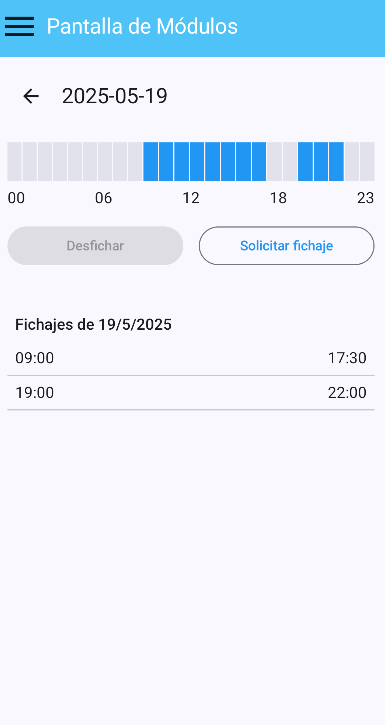 Pantalla de Módulos
2025-05-19
00 06 12 18 23
Desfichar Solicitar fichaje
Fichajes de 19/5/2025
09:00 17:30
19:00 22:00